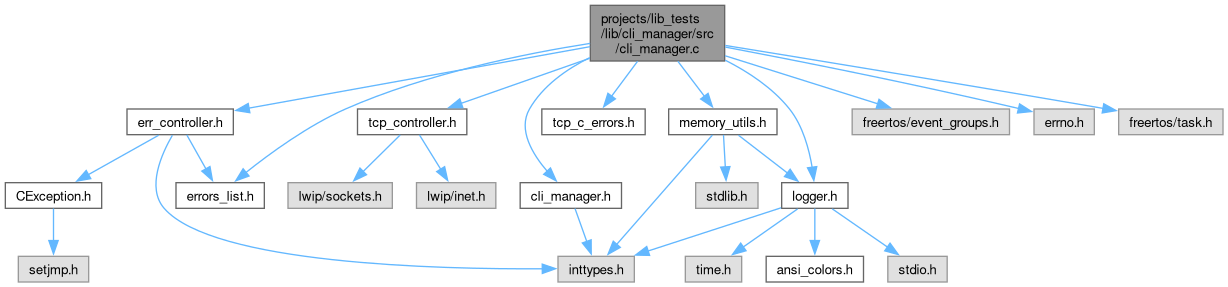 projects/lib_tests
/lib/cli_manager/src
/cli_manager.c
err_controller.h
tcp_controller.h
tcp_c_errors.h
memory_utils.h
freertos/event_groups.h
errno.h
freertos/task.h
CException.h
errors_list.h
lwip/sockets.h
lwip/inet.h
cli_manager.h
stdlib.h
logger.h
setjmp.h
inttypes.h
time.h
ansi_colors.h
stdio.h